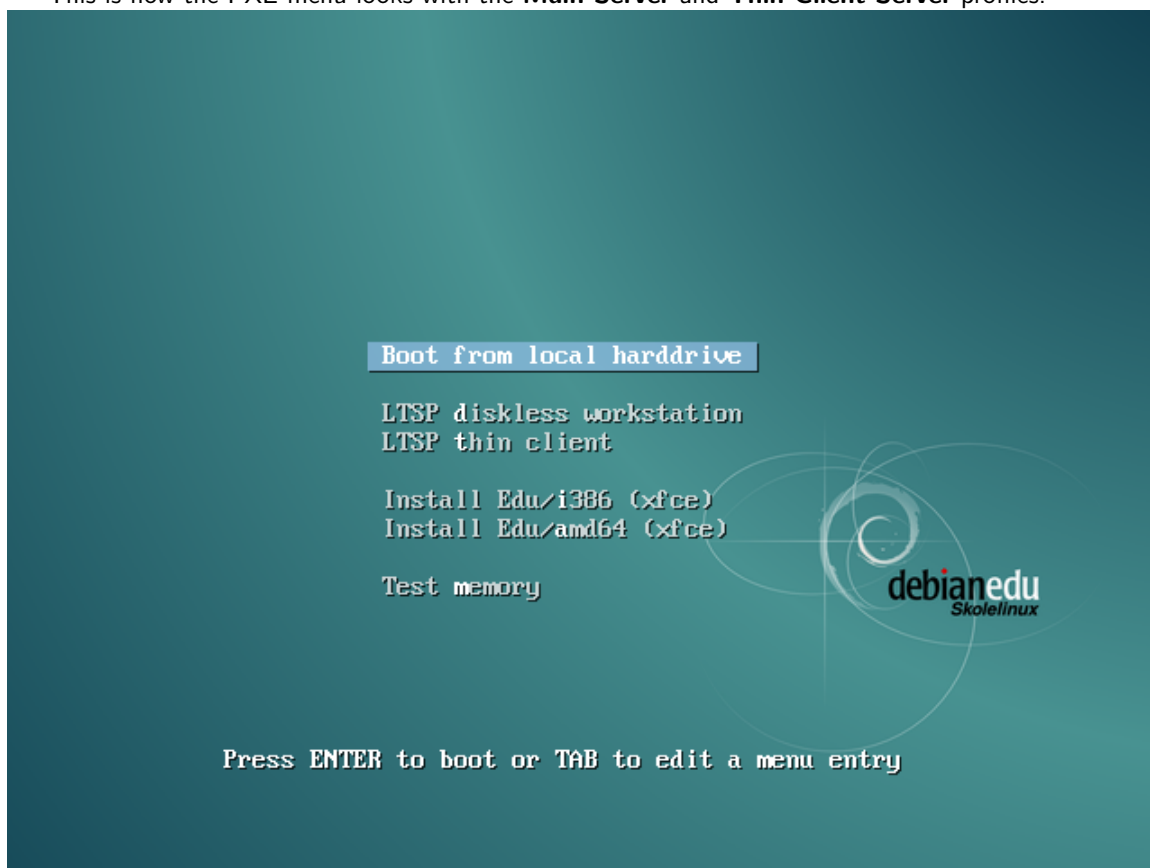 This is how the PXE menu looks with the Main Server and Thin Client Server profiles:
Boot from local harddrive
LTSP diskless workstation
LTSP thin client
Install Edu/i386 (xfce)
Install Edu/amd64 (xfce)
Test memory
debianedu
Skolelinux
Press ENTER to boot or TAB to edit a menu entry